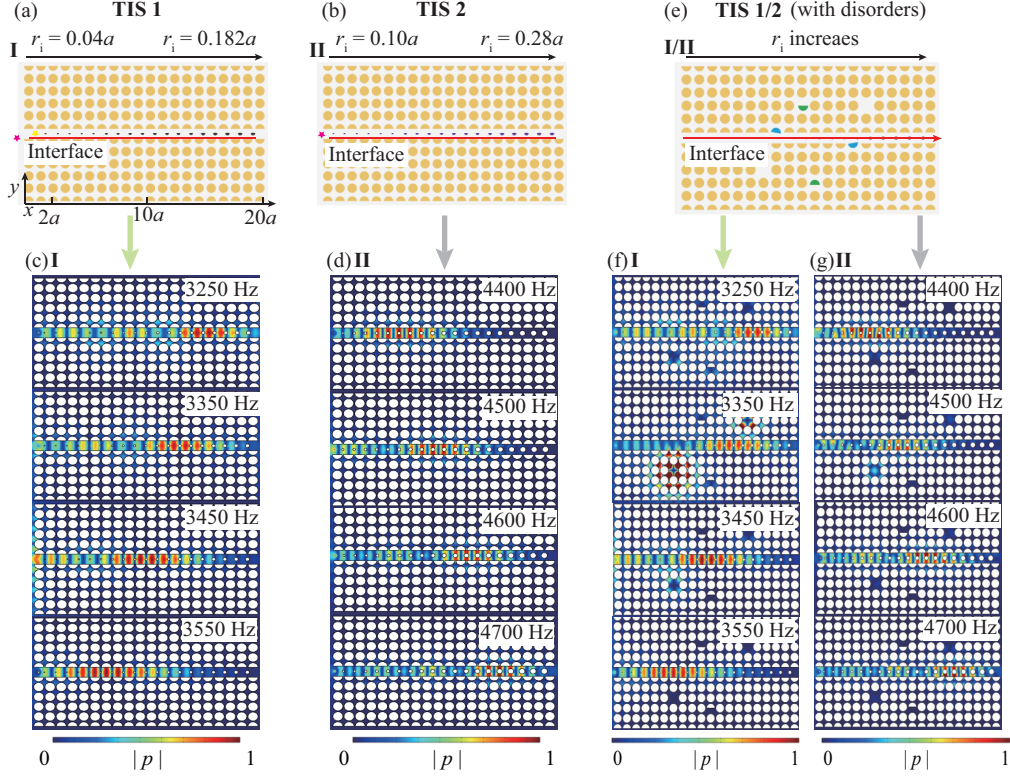 (a) TIS 1
I r_i = 0.04a r_i = 0.182a
Interface
y
x 2a 10a 20a
(b) TIS 2
II r_i = 0.10a r_i = 0.28a
Interface
(e) TIS 1/2 (with disorders)
I/II r_i increaes
Interface
(c) I
3250 Hz
3350 Hz
3450 Hz
3550 Hz
0 |p| 1
(d) II
4400 Hz
4500 Hz
4600 Hz
4700 Hz
0 |p| 1
(f) I
3250 Hz
3350 Hz
3450 Hz
3550 Hz
0 |p| 1
(g) II
4400 Hz
4500 Hz
4600 Hz
4700 Hz
0 |p| 1